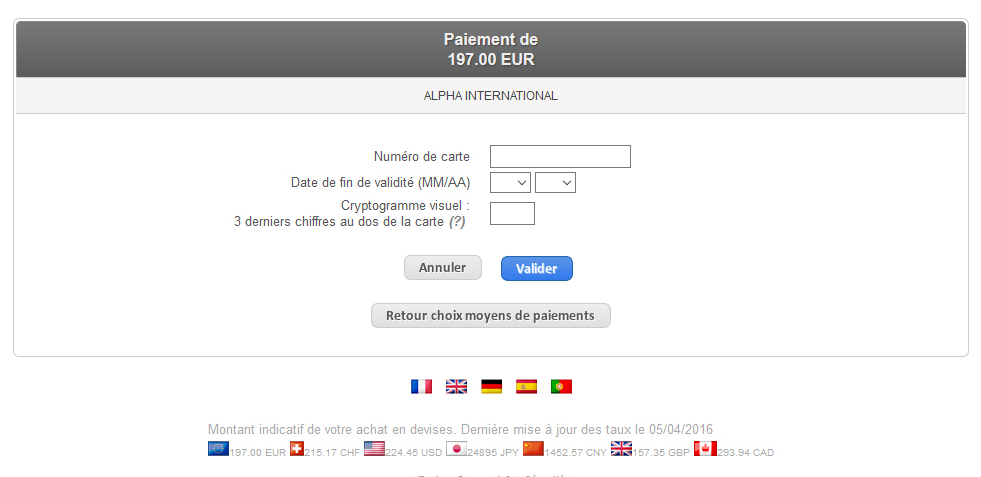 Paiement de
197.00 EUR
ALPHA INTERNATIONAL
Numéro de carte
Date de fin de validité (MM/AA)
Cryptogramme visuel :
3 derniers chiffres au dos de la carte (?)
Annuler Valider
Retour choix moyens de paiements
Montant indicatif de votre achat en devises. Dernière mise à jour des taux le 05/04/2016
197.00 EUR 215.17 CHF 224.45 USD 24895 JPY 1452.57 CNY 157.35 GBP 293.94 CAD